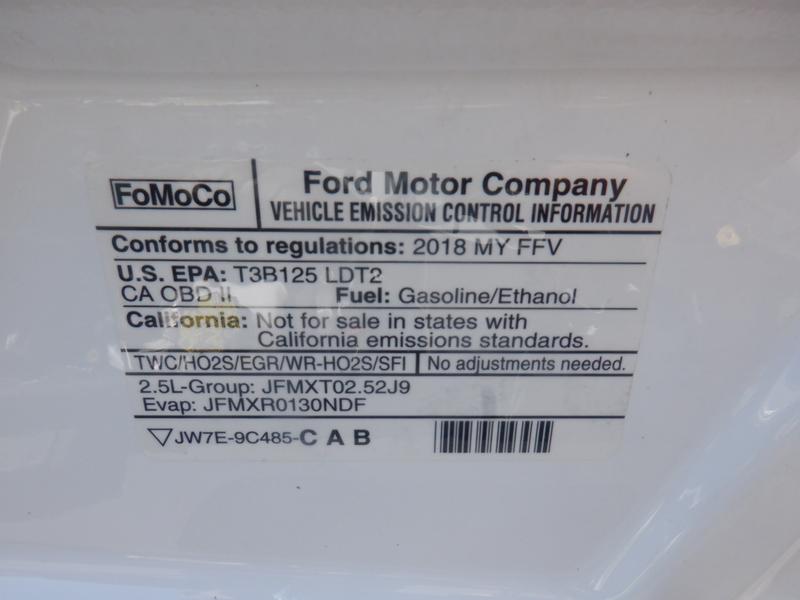 FoMoCo
Ford Motor Company
VEHICLE EMISSION CONTROL INFORMATION
Conforms to regulations: 2018 MY FFV
U.S. EPA: T3B125 LDT2
CA OBD II Fuel: Gasoline/Ethanol
California: Not for sale in states with
California emissions standards.
TWC/HO2S/EGR/WR-HO2S/SFI No adjustments needed.
2.5L-Group: JFMXT02.52J9
Evap: JFMXR0130NDF
JW7E-9C485-C A B